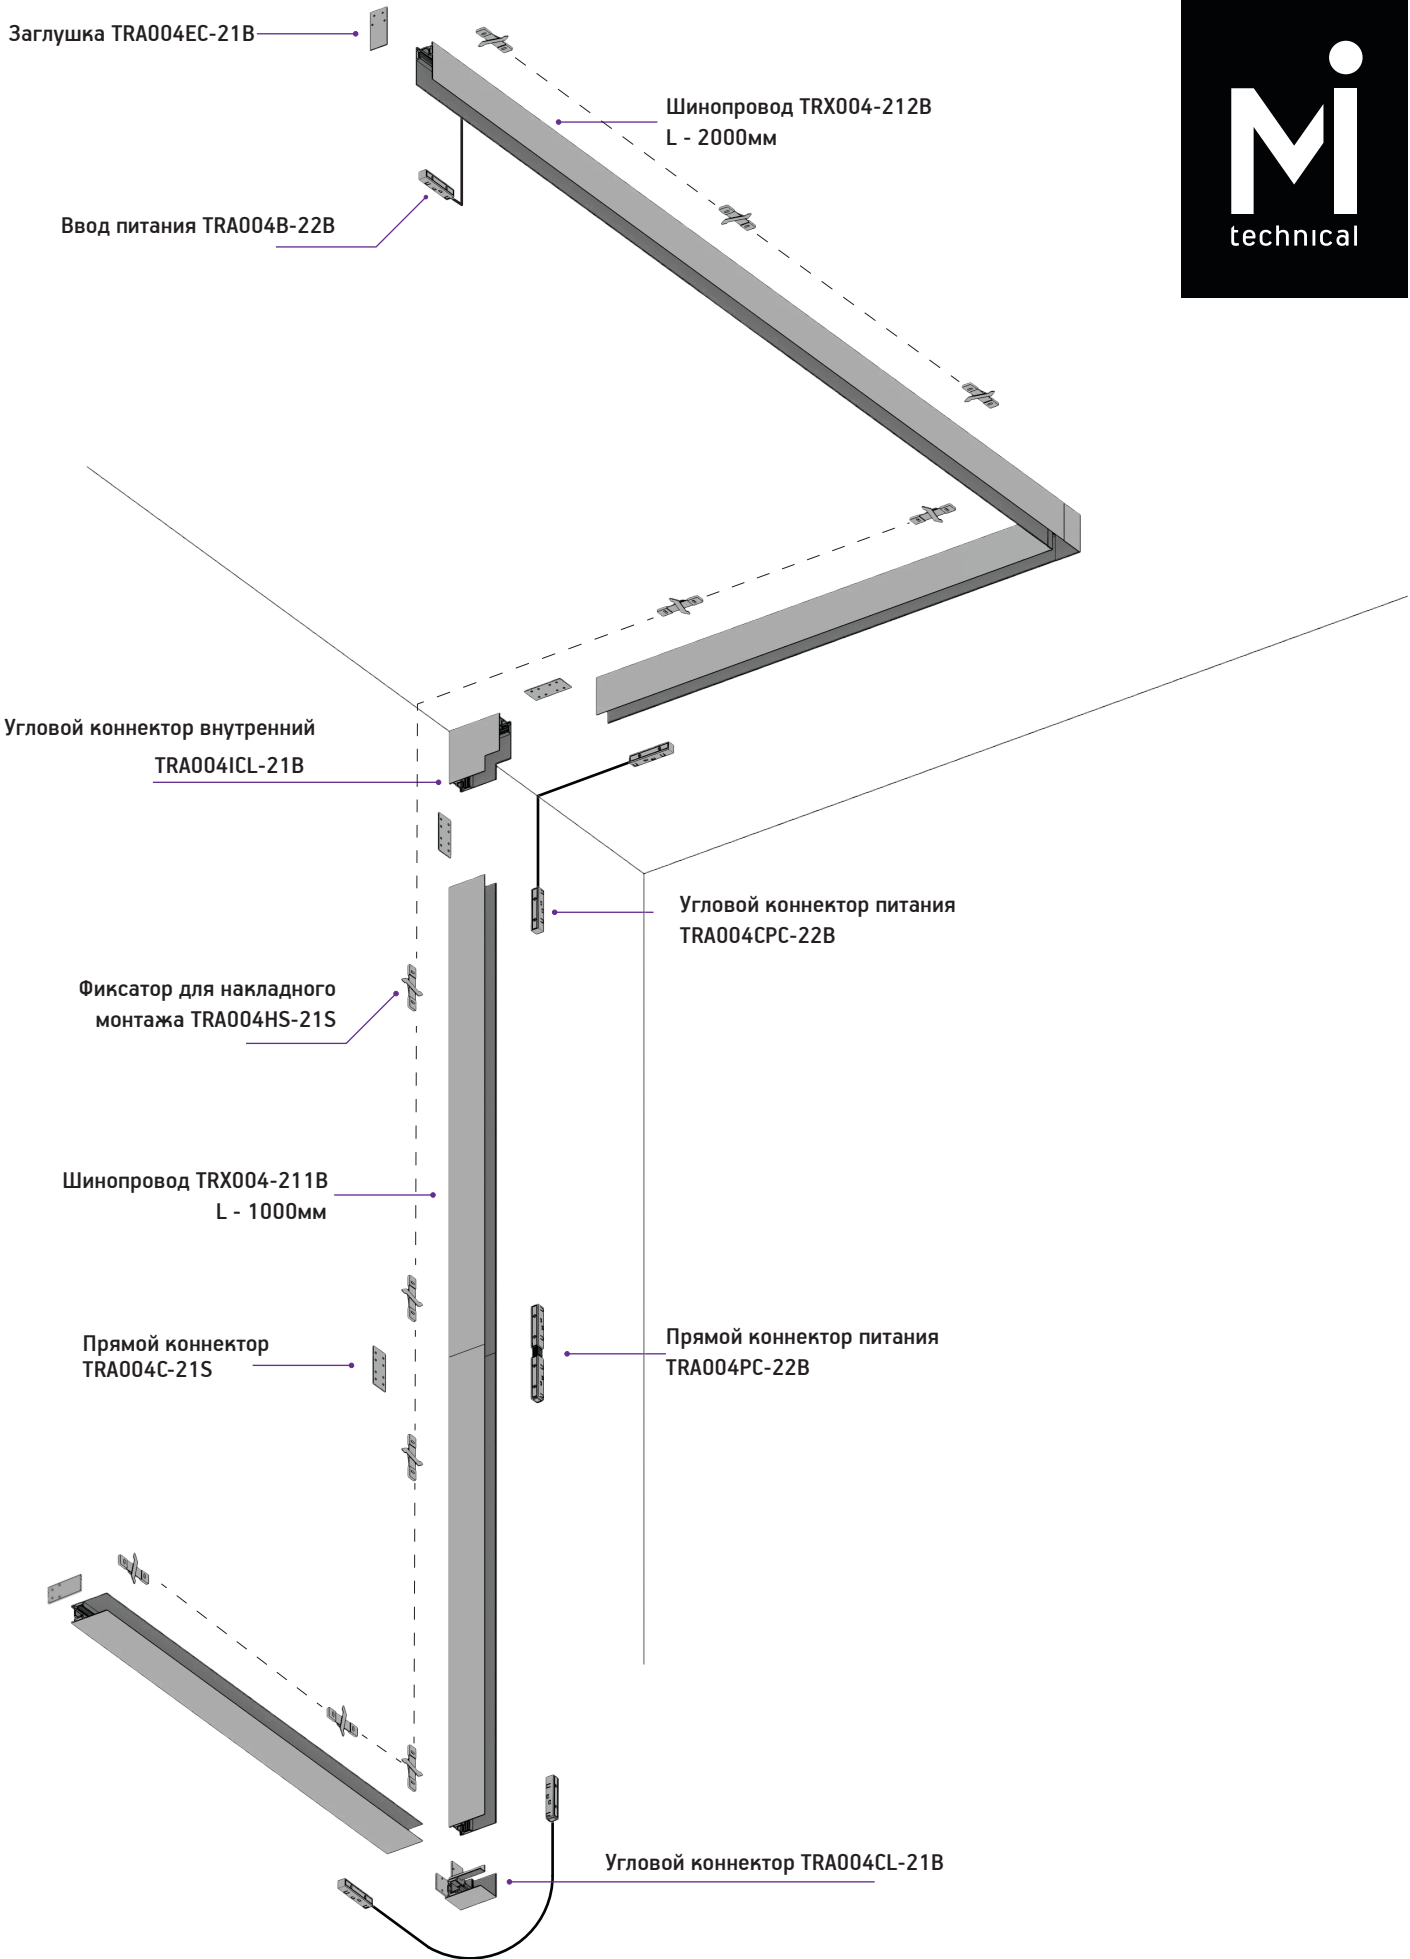 Заглушка TRA004EC-21B
Шинопровод TRX004-212B
L - 2000мм
Mi
technical
Ввод питания TRA004B-22B
Угловой коннектор внутренний
TRA004ICL-21B
Угловой коннектор питания
TRA004CPC-22B
Фиксатор для накладного
монтажа TRA004HS-21S
Шинопровод TRX004-211B
L - 1000мм
Прямой коннектор
TRA004C-21S
Прямой коннектор питания
TRA004PC-22B
Угловой коннектор TRA004CL-21B